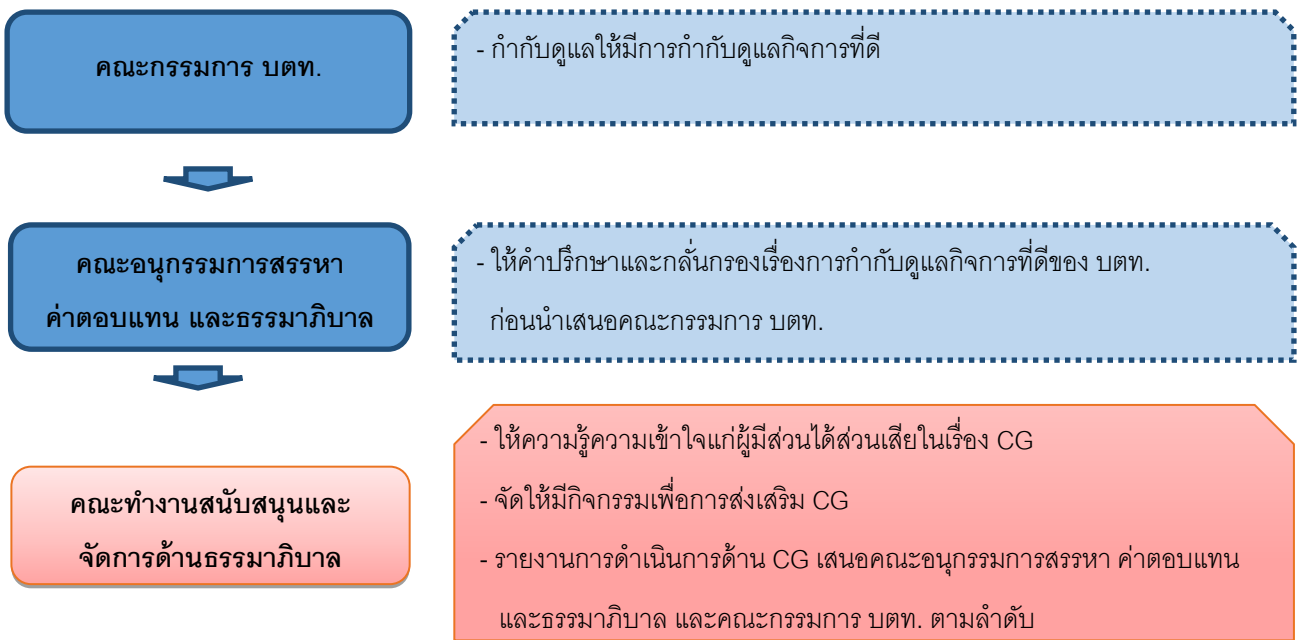 คณะกรรมการ บตท.
- กำกับดูแลให้มีการกำกับดูแลกิจการที่ดี
คณะอนุกรรมการสรรหา
ค่าตอบแทน และธรรมาภิบาล
- ให้คำปรึกษาและกลั่นกรองเรื่องการกำกับดูแลกิจการที่ดีของ บตท.
ก่อนนำเสนอคณะกรรมการ บตท.
คณะทำงานสนับสนุนและ
จัดการด้านธรรมาภิบาล
- ให้ความรู้ความเข้าใจแก่ผู้มีส่วนได้ส่วนเสียในเรื่อง CG
- จัดให้มีกิจกรรมเพื่อการส่งเสริม CG
- รายงานการดำเนินการด้าน CG เสนอคณะอนุกรรมการสรรหา ค่าตอบแทน
และธรรมาภิบาล และคณะกรรมการ บตท. ตามลำดับ